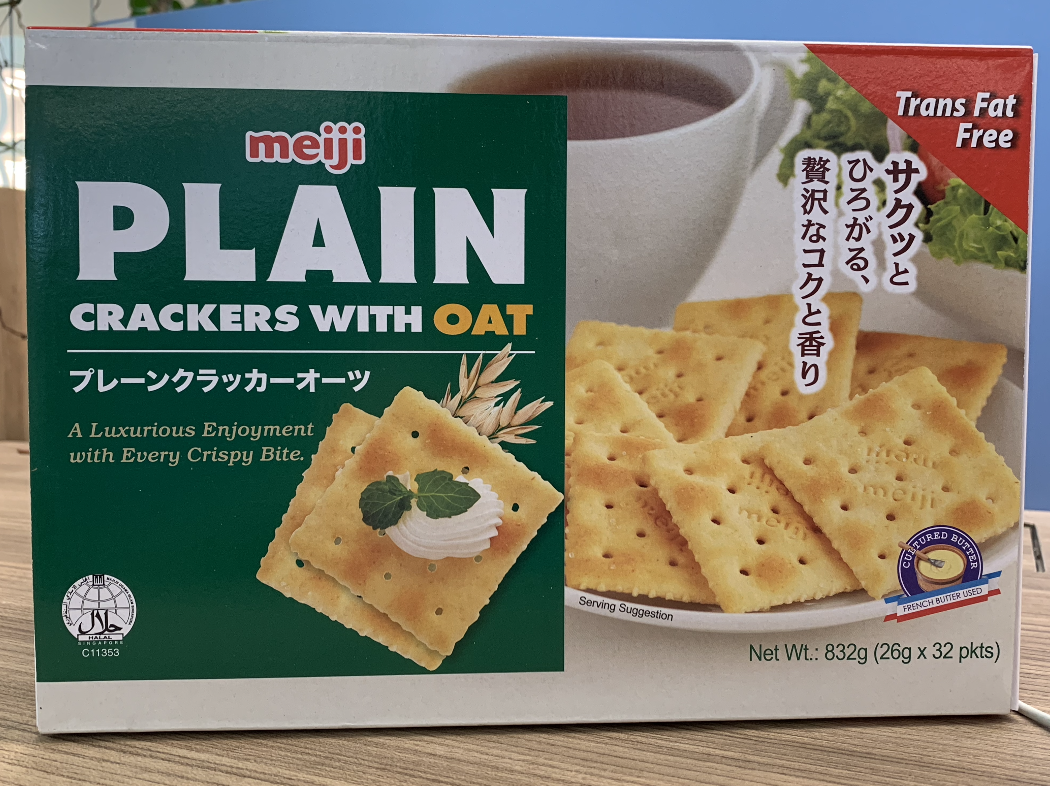 meiji
PLAIN
CRACKERS WITH OAT
プレーンクラッカーオーツ
A Luxurious Enjoyment
with Every Crispy Bite.
حلال
HALAL
SINGAPORE
C11353
Trans Fat
Free
サクッと
ひろがる、
贅沢なコクと香り
meiji
meiji
CULTURED BUTTER
FRENCH BUTTER USED
Serving Suggestion
Net Wt.: 832g (26g x 32 pkts)